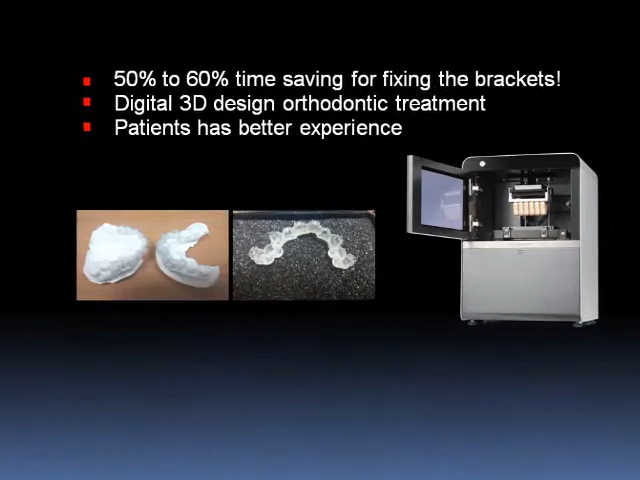 50% to 60% time saving for fixing the brackets!
Digital 3D design orthodontic treatment
Patients has better experience